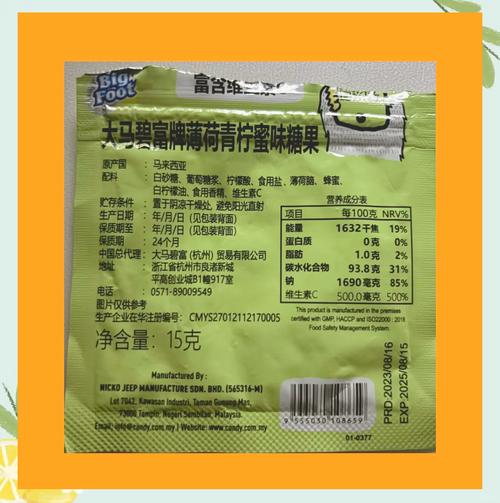 Big
Foot
富含维生素C
大马碧富牌薄荷青柠蜜味糖果
原产国 : 马来西亚
配料 : 白砂糖、葡萄糖浆、柠檬酸、食用盐、薄荷脑、蜂蜜、
白柠檬油、食用香精、维生素C
贮存条件 : 置于阴凉干燥处, 避免阳光直射
生产日期 : 年/月/日 (见包装背面)
保质期至 : 年/月/日 (见包装背面)
保质期 : 24个月
中国总代理 : 大马碧富 (杭州) 贸易有限公司
地址 : 浙江省杭州市良渚新城
平高创业城B1幢917室
电话 : 0571-89009549
图片仅供参考
生产企业在华注册编号: CMYS27012112170005
净含量: 15克
营养成分表
项目 每100克 NRV%
能量 1632千焦 19%
蛋白质 0克 0%
脂肪 1.0克 2%
碳水化合物 93.8克 31%
钠 1690毫克 85%
维生素C 500.0毫克 500%
This product is manufactured in the premises
certified with GMP, HACCP and ISO22000 : 2018
Food Safety Management System.
Manufactured By :
NICKO JEEP MANUFACTURE SDN. BHD. (565316-M)
Lot 7042, Kawasan Industri, Taman Gunung Mas,
73000 Tampin, Negeri Sembilan, Malaysia.
Email: info@candy.com.my | Website: www.candy.com.my
9 555030 108659
01-0377
PRD 2023/08/16
EXP 2025/08/15